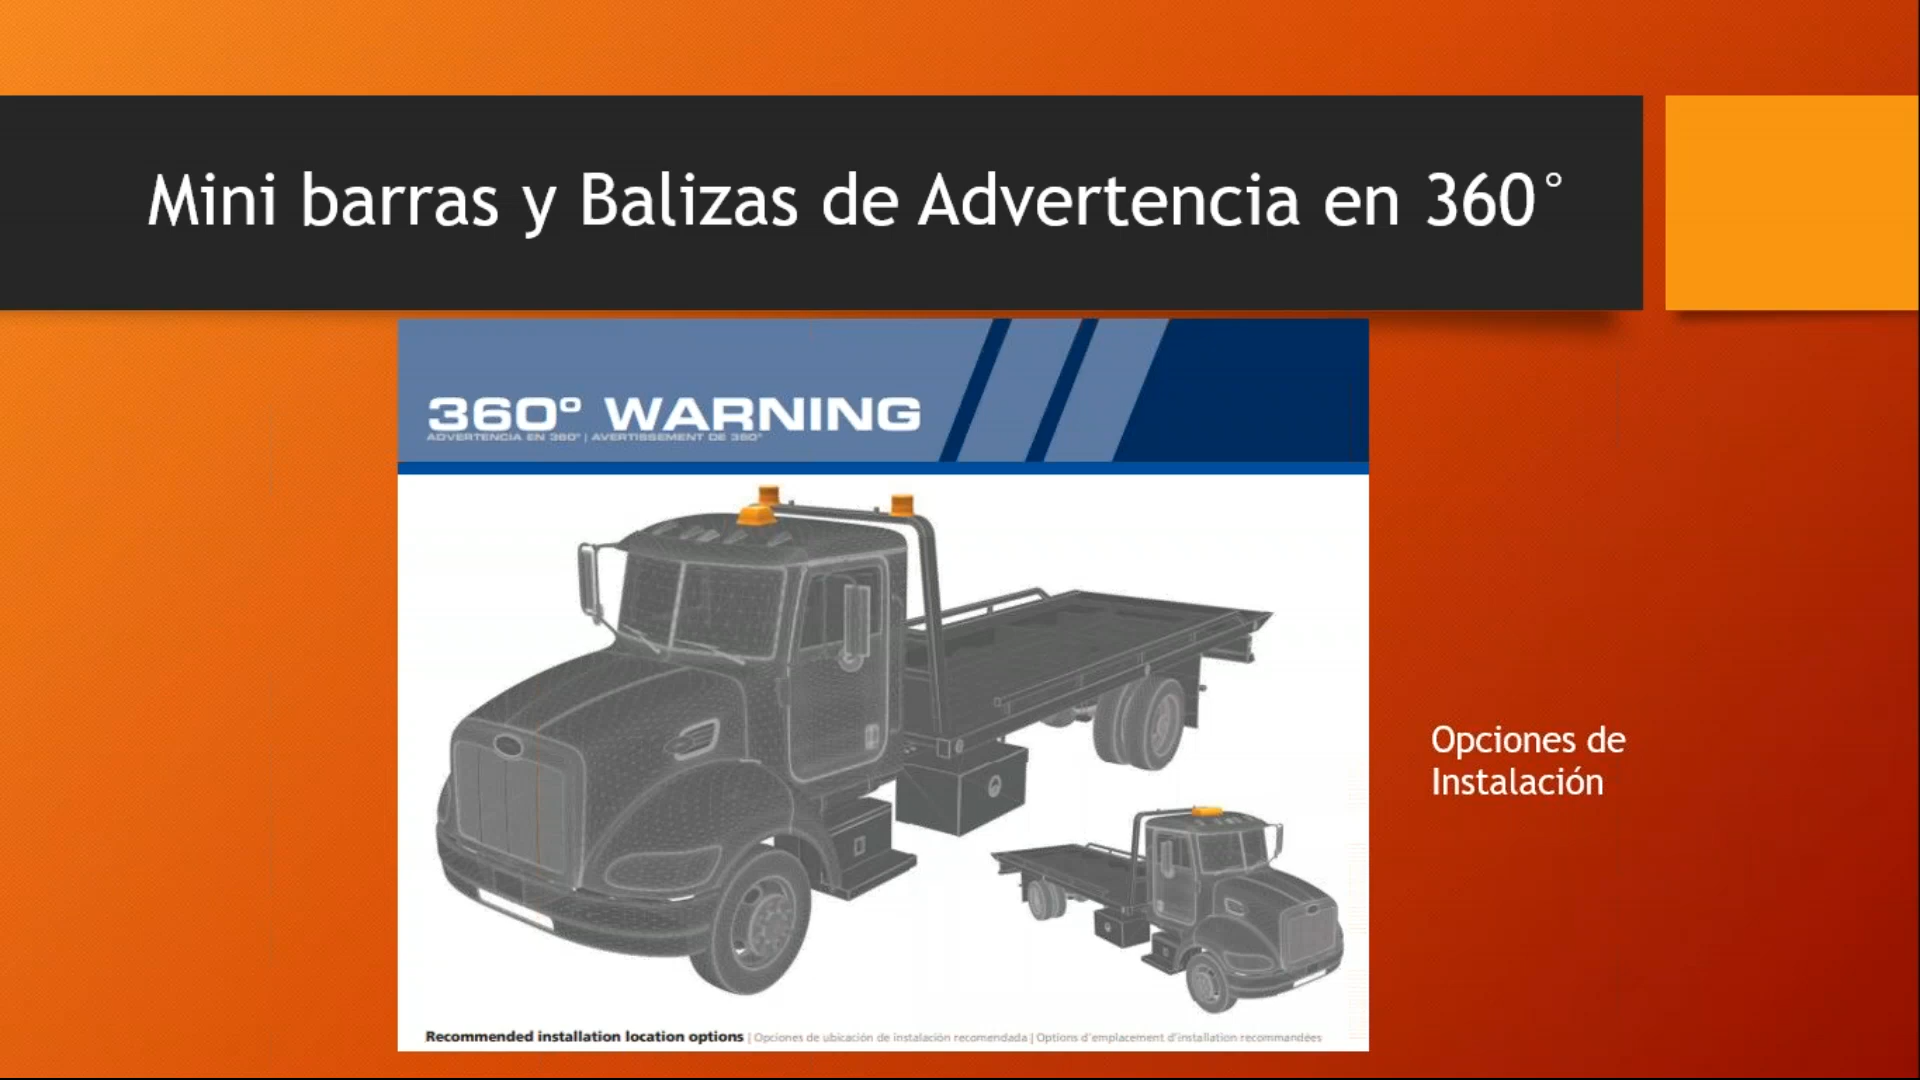 Mini barras y Balizas de Advertencia en 360°
360° WARNING
ADVERTENCIA EN 360° | AVERTISSEMENT DE 360°
Opciones de
Instalación
Recommended installation location options | Opciones de ubicación de instalación recomendada | Options d'emplacement d'installation recommandées